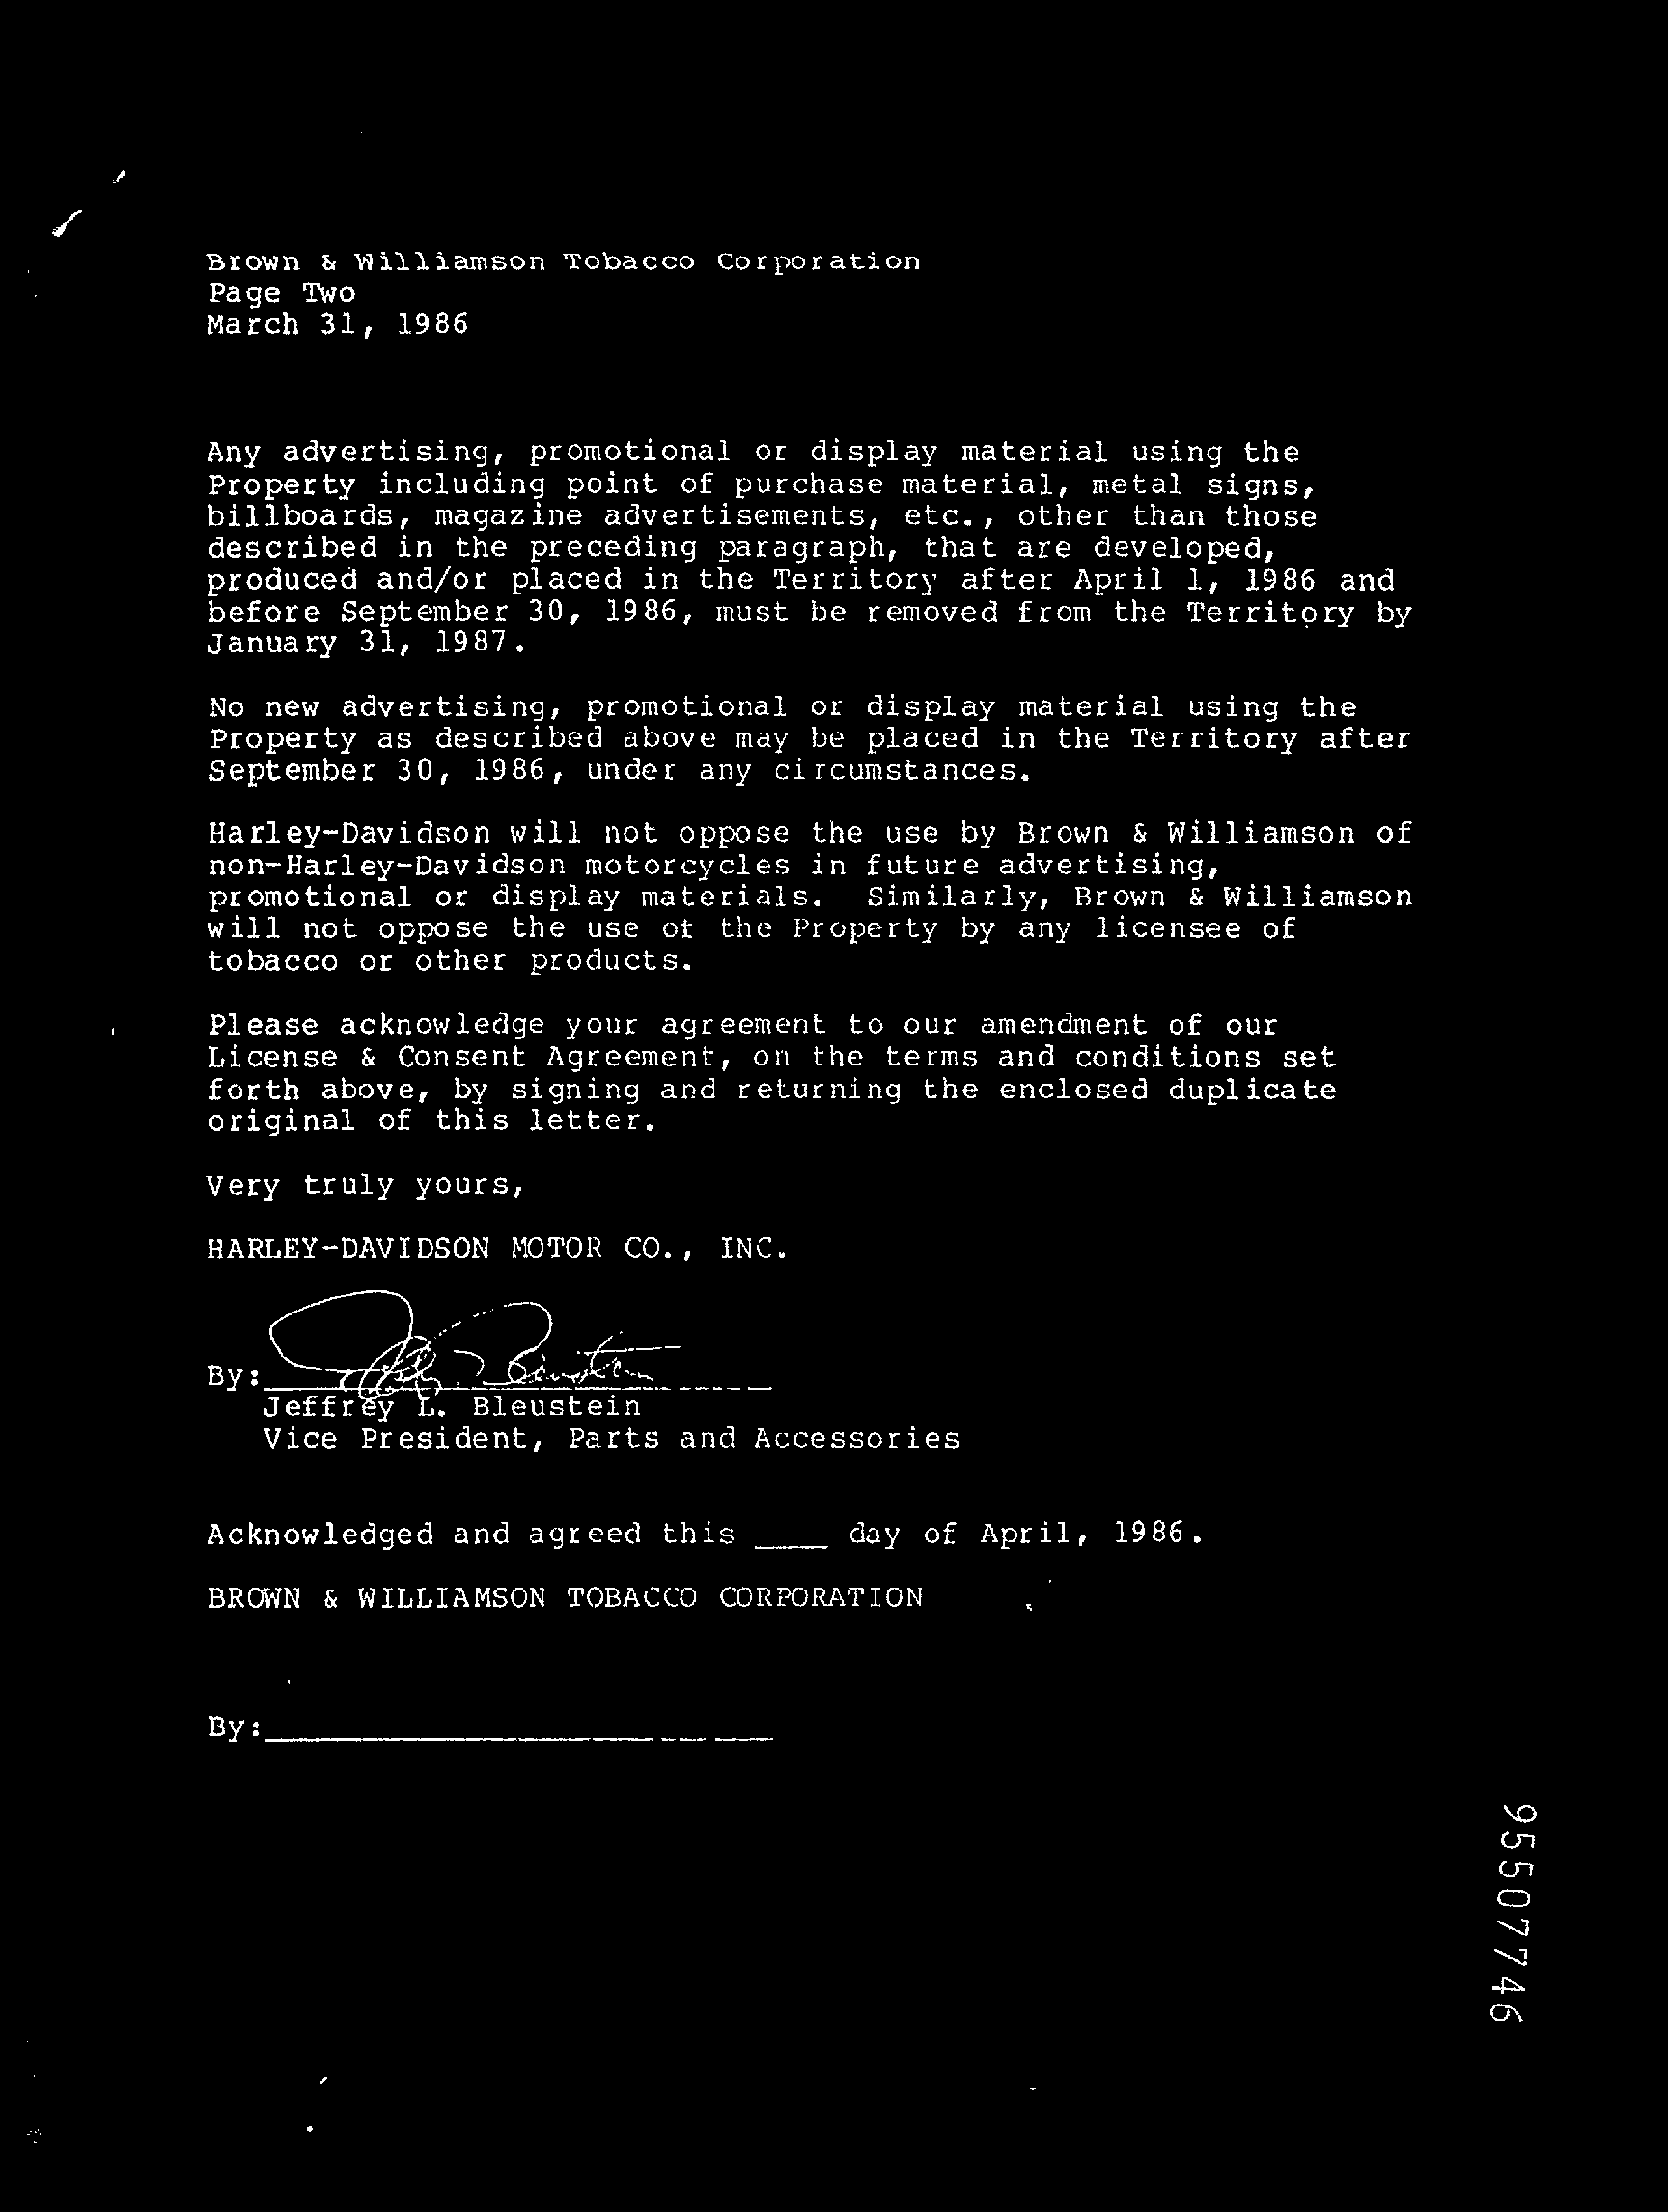 Brown & Williamson Tobacco Corporation
Page Two
March 31, 1986
Any advertising, promotional or display material using the
Property including point of purchase material, metal signs,
billboards, magazine advertisements, etc., other than those
described in the preceding paragraph, that are developed,
produced and/or placed in the Territory after April 1, 1986 and
before September 30, 1986, must be removed from the Territory by
January 31, 1987.
No new advertising, promotional or display material using the
Property as described above may be placed in the Territory after
September 30, 1986, under any circumstances.
Harley-Davidson will not oppose the use by Brown & Williamson of
non-Harley-Davidson motorcycles in future advertising,
promotional or display materials. Similarly, Brown & Williamson
will not oppose the use of the Property by any licensee of
tobacco or other products.
Please acknowledge your agreement to our amendment of our
License & Consent Agreement, on the terms and conditions set
forth above, by signing and returning the enclosed duplicate
original of this letter.
Very truly yours,
HARLEY-DAVIDSON MOTOR CO., INC.
By:
Jeffrey L. Bleustein
Vice President, Parts and Accessories
Acknowledged and agreed this ____ day of April, 1986.
BROWN & WILLIAMSON TOBACCO CORPORATION
By:
95507746